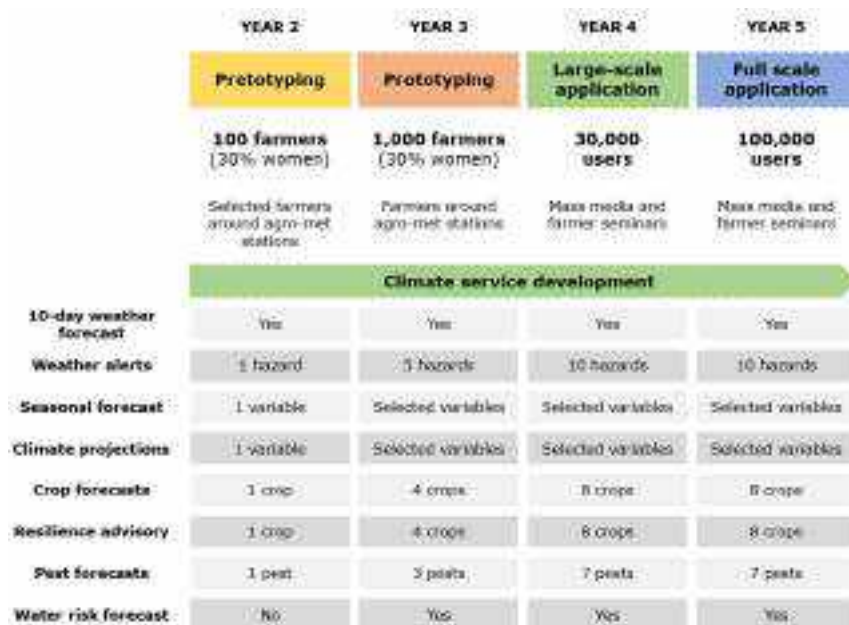 YEAR 2 YEAR 3 YEAR 4 YEAR 5
Pretotyping Prototyping Large-scale application Full scale application
100 farmers (30% women) 1,000 farmers (30% women) 30,000 users 100,000 users
Selected farmers around agro-met stations Farmers around agro-met stations Mass media and farmer seminars Mass media and farmer seminars
Climate service development
10-day weather forecast Yes Yes Yes Yes
Weather alerts 1 hazard 5 hazards 10 hazards 10 hazards
Seasonal forecast 1 variable Selected variables Selected variables Selected variables
Climate projections 1 variable Selected variables Selected variables Selected variables
Crop forecasts 1 crop 4 crops 8 crops 8 crops
Resilience advisory 1 crop 4 crops 8 crops 8 crops
Pest forecasts 1 pest 3 pests 7 pests 7 pests
Water risk forecast No Yes Yes Yes